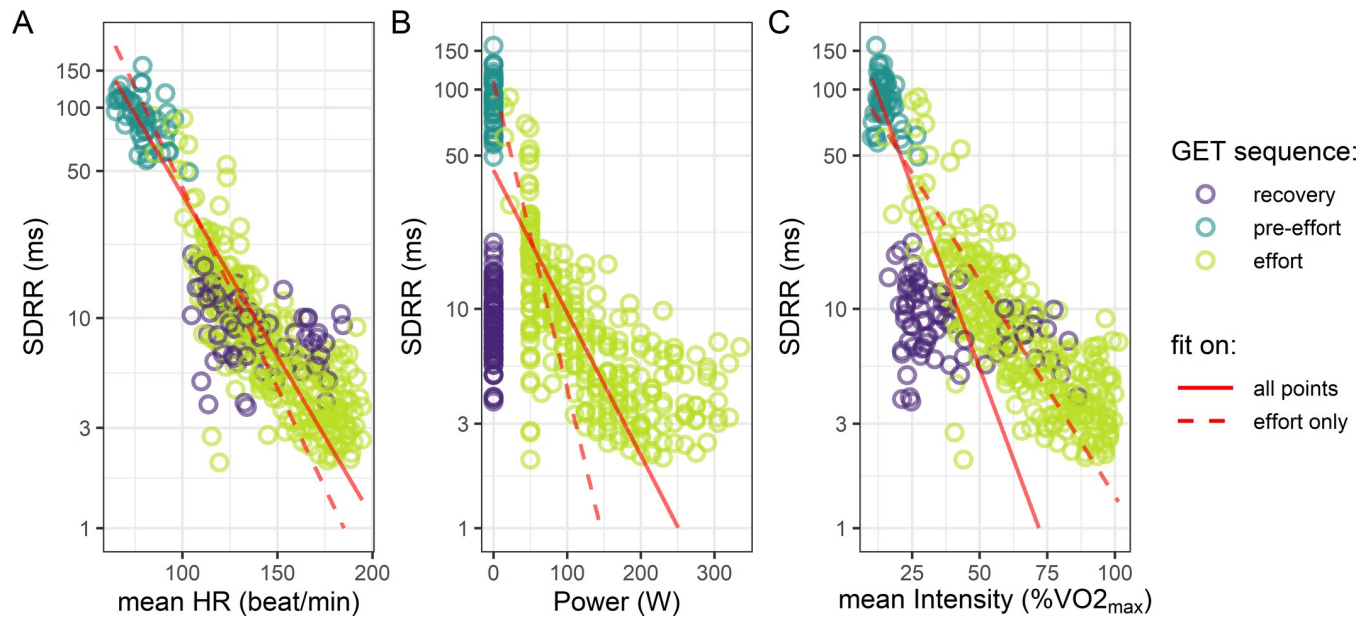 A
B
C
SDRR (ms)
150
100
50
10
3
1
100
150
200
mean HR (beat/min)
SDRR (ms)
150
100
50
10
3
1
0
100
200
300
Power (W)
SDRR (ms)
150
100
50
10
3
1
25
50
75
100
mean Intensity (%VO2max)
GET sequence:
recovery
pre-effort
effort
fit on:
all points
effort only